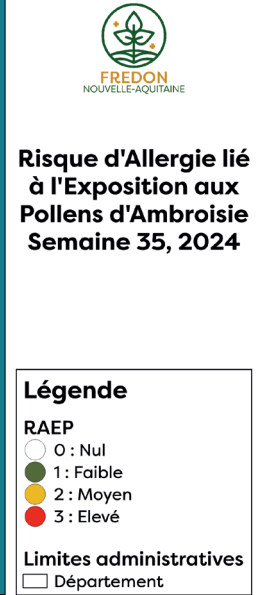 FREDON
NOUVELLE-AQUITAINE
Risque d'Allergie lié
à l'Exposition aux
Pollens d'Ambroisie
Semaine 35, 2024
Légende
RAEP
0 : Nul
1 : Faible
2 : Moyen
3 : Elevé
Limites administratives
Département